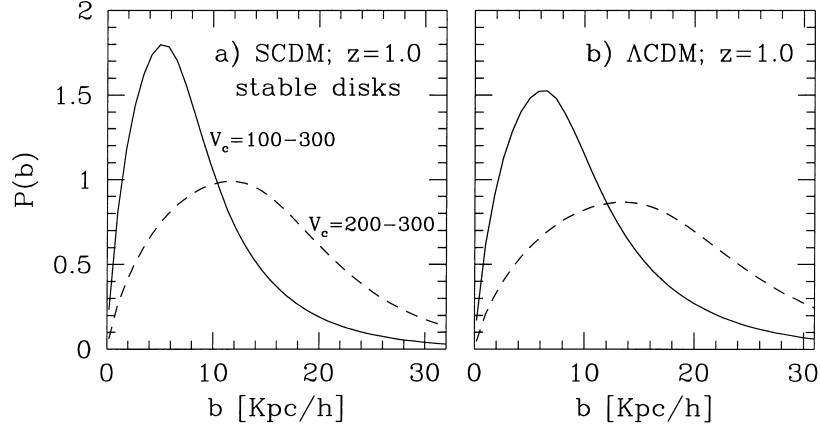 P(b)
2
1.5
1
0.5
0
a) SCDM; z=1.0
stable disks
V_c=100−300
V_c=200−300
0 10 20 30
b [Kpc/h]
b) ΛCDM; z=1.0
0 10 20 30
b [Kpc/h]